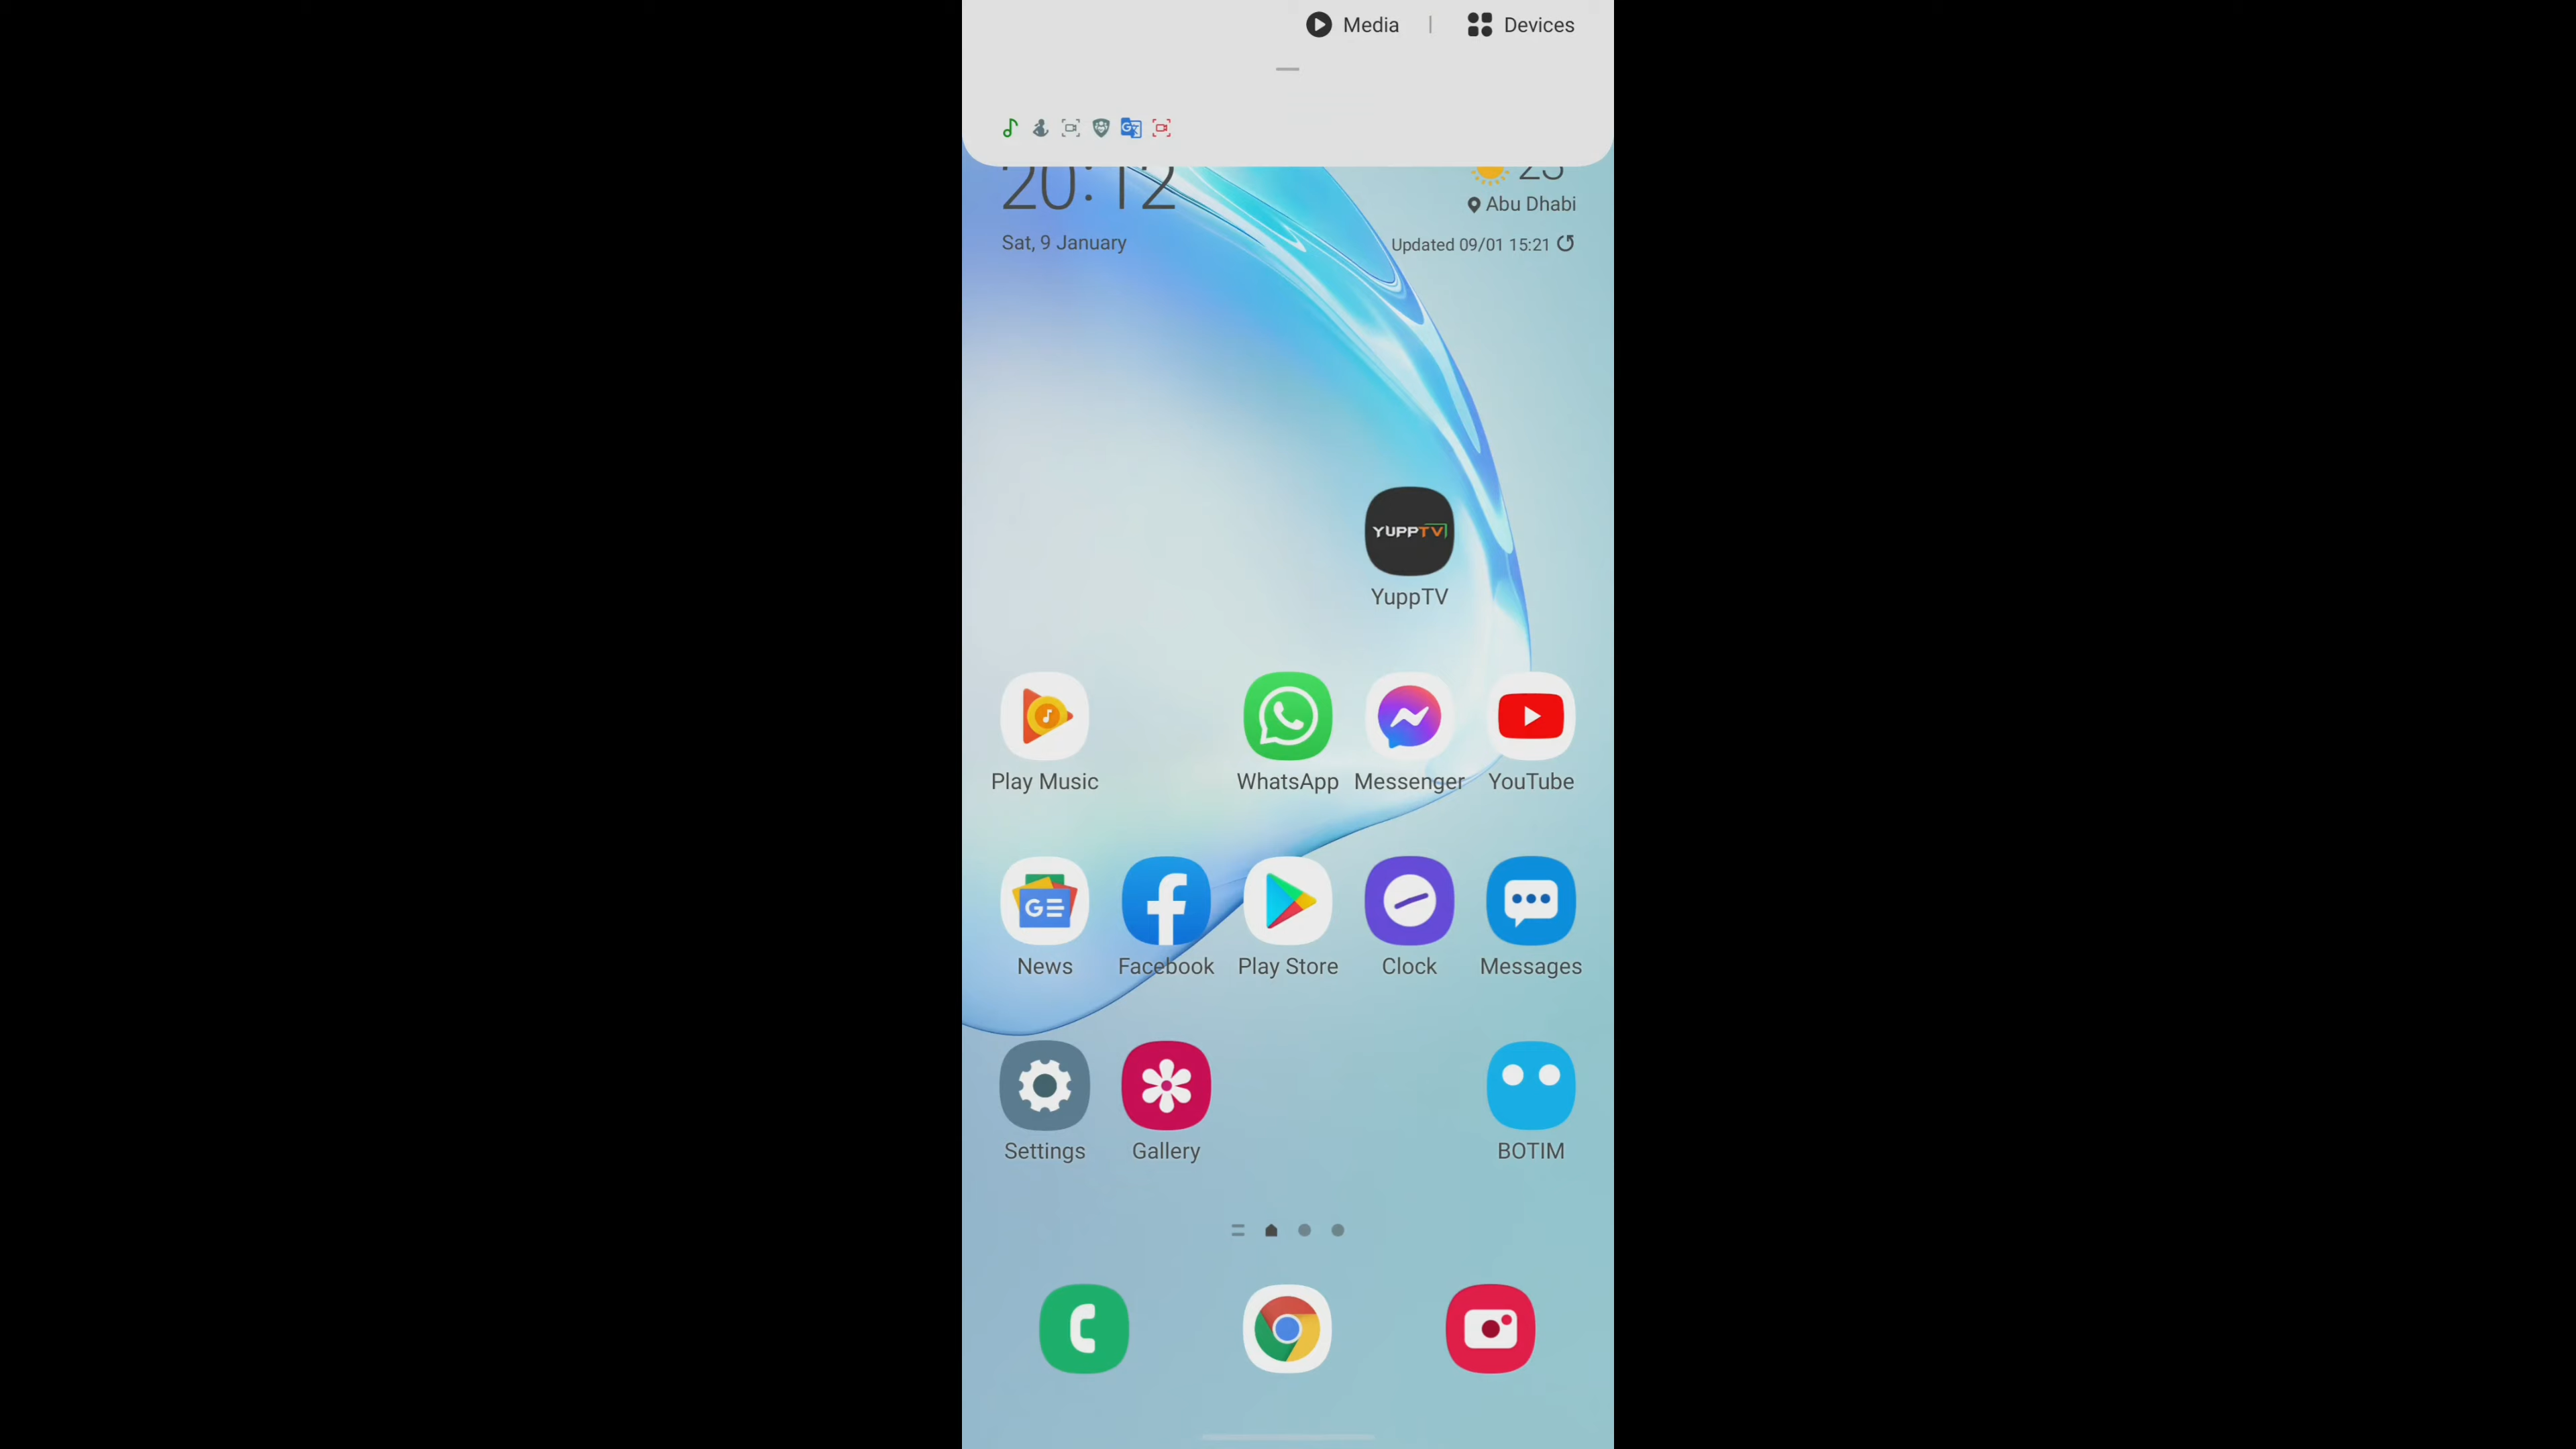 Media | Devices
20:12
Abu Dhabi
Sat, 9 January
Updated 09/01 15:21
YUPPTV
YuppTV
Play Music
WhatsApp
Messenger
YouTube
GE
News
Facebook
Play Store
Clock
Messages
Settings
Gallery
BOTIM